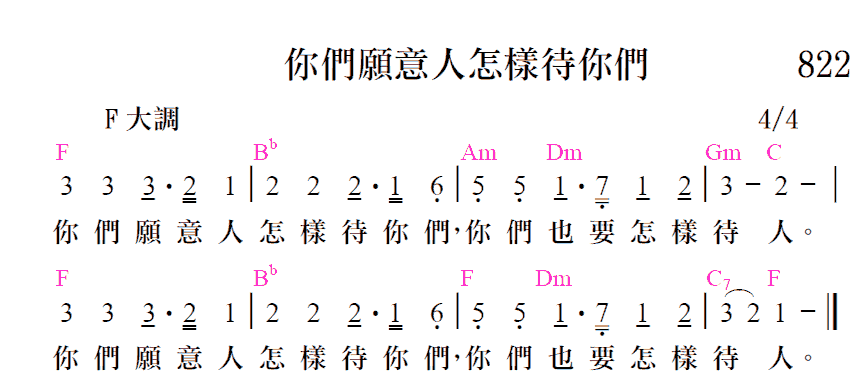 你們願意人怎樣待你們 822
F 大調 4/4
F B♭ Am Dm Gm C
3 3 3·2 1 | 2 2 2·1 6 | 5 5 1·7 1 2 | 3 - 2 - |
你們願意人怎樣待你們，你們也要怎樣待人。
F B♭ F Dm C7 F
3 3 3·2 1 | 2 2 2·1 6 | 5 5 1·7 1 2 | 3 2 1 - ||
你們願意人怎樣待你們，你們也要怎樣待人。